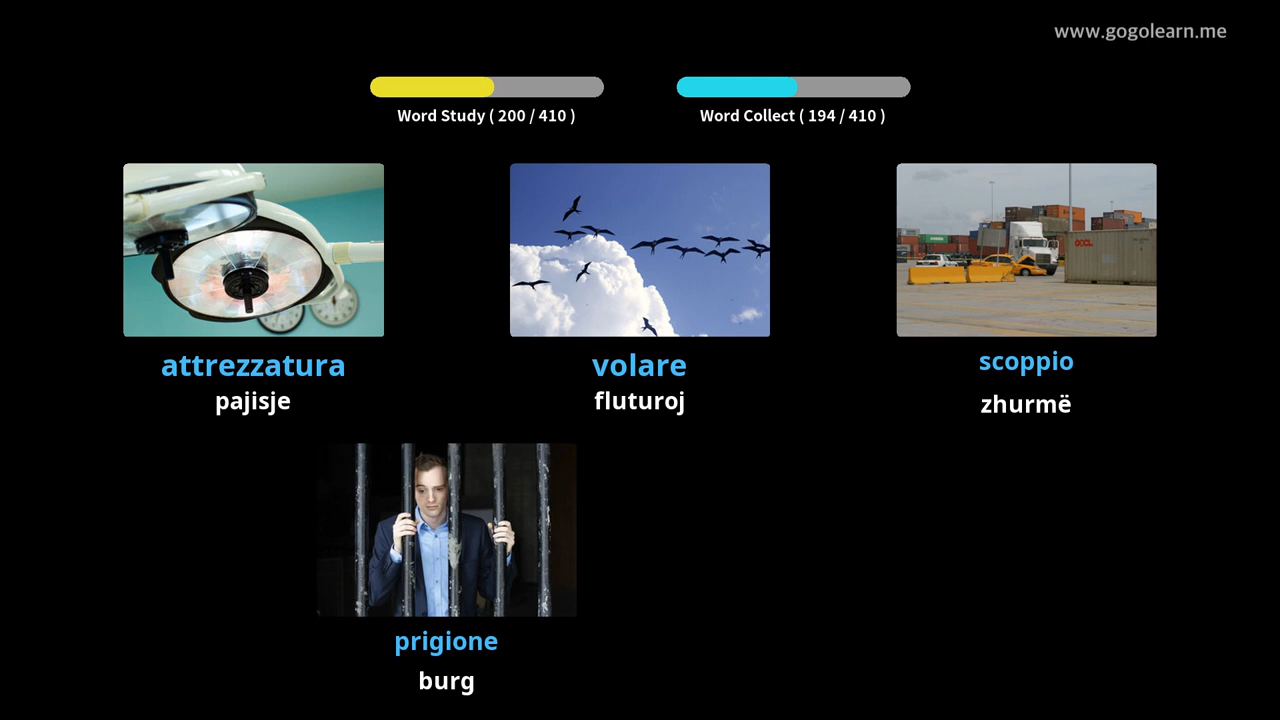 www.gogolearn.me
Word Study ( 200 / 410 )
Word Collect ( 194 / 410 )
attrezzatura
pajisje
volare
fluturoj
scoppio
zhurmë
prigione
burg